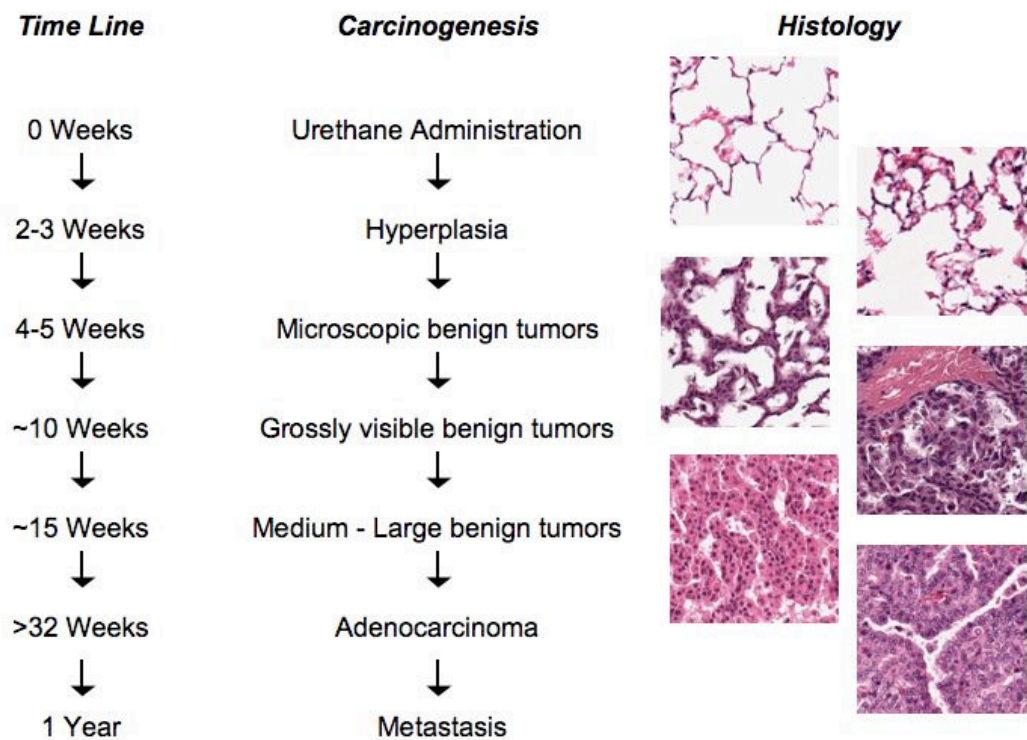 Time Line Carcinogenesis Histology
0 Weeks Urethane Administration
2-3 Weeks Hyperplasia
4-5 Weeks Microscopic benign tumors
~10 Weeks Grossly visible benign tumors
~15 Weeks Medium - Large benign tumors
>32 Weeks Adenocarcinoma
1 Year Metastasis